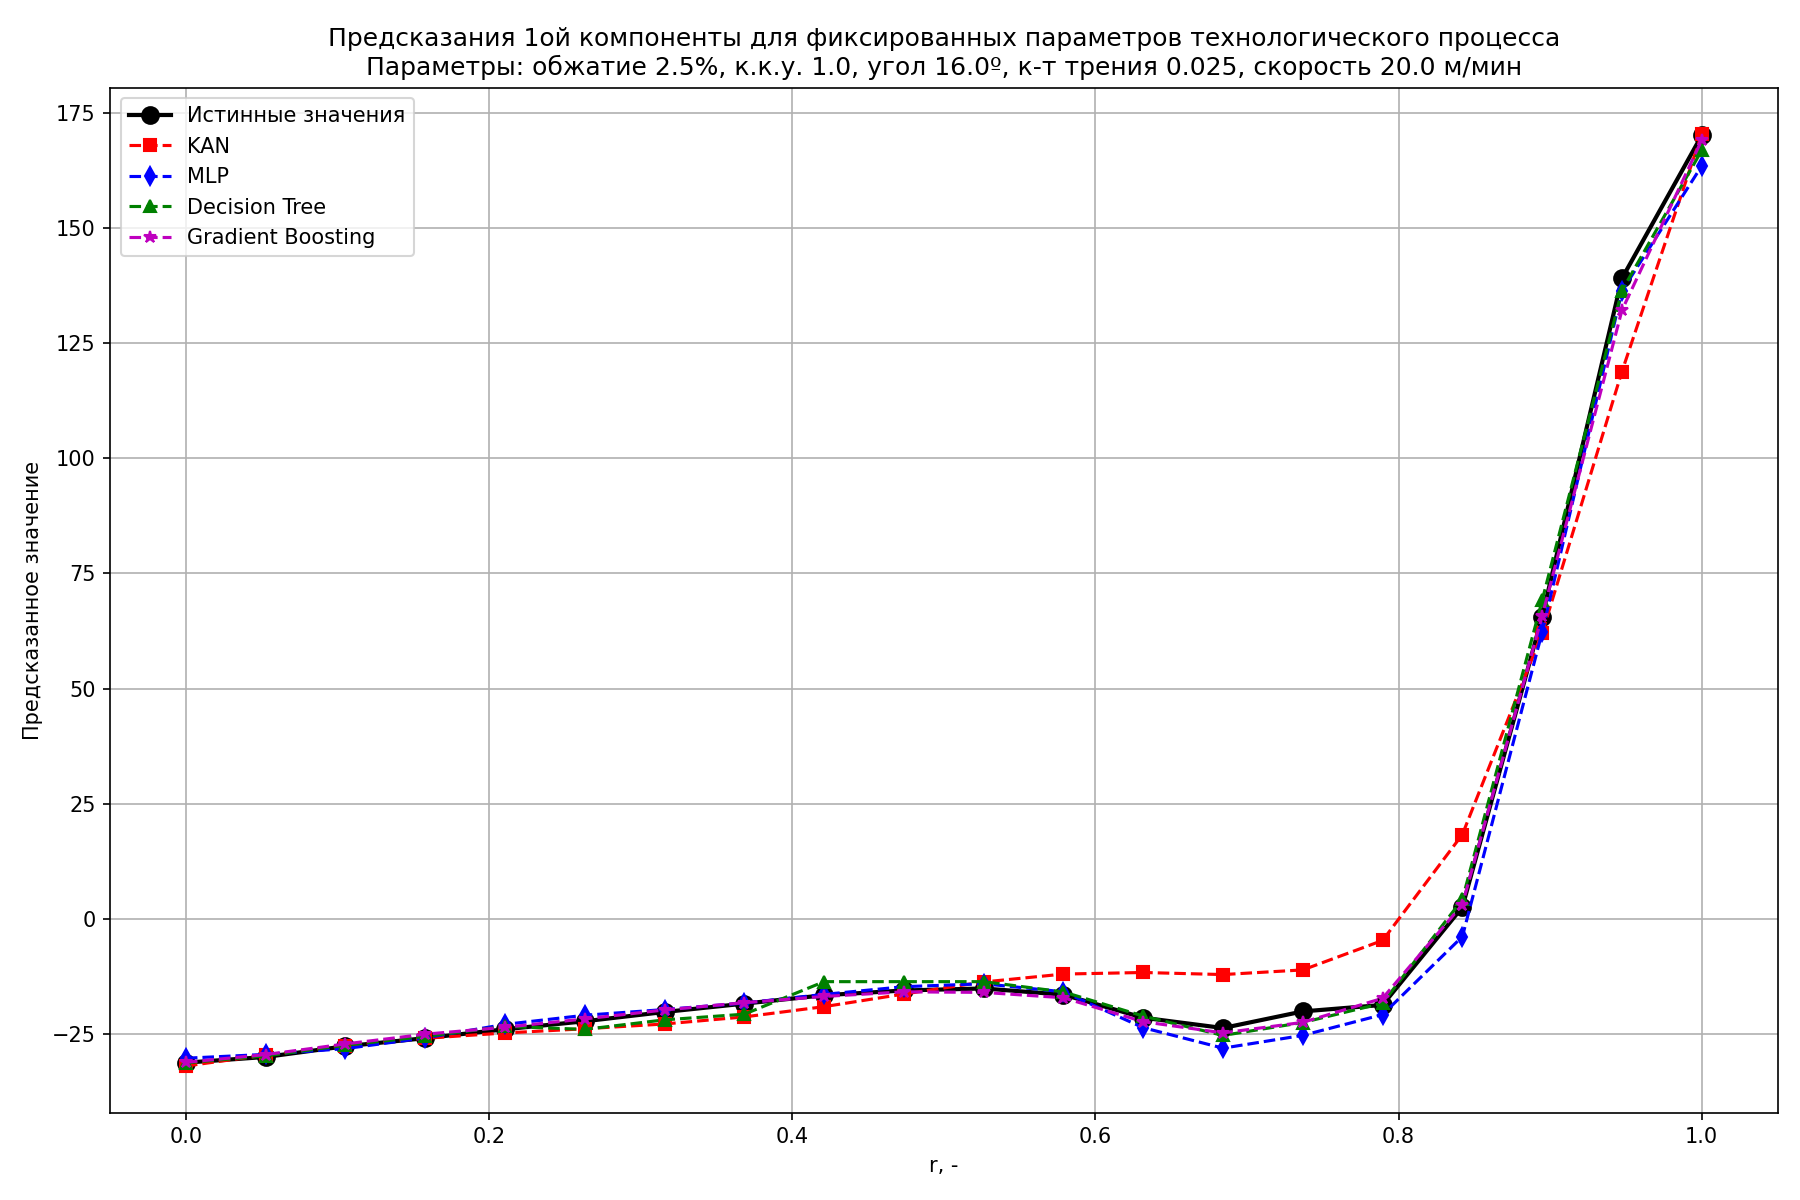 Предсказания 1ой компоненты для фиксированных параметров технологического процесса
Параметры: обжатие 2.5%, к.к.у. 1.0, угол 16.0º, к-т трения 0.025, скорость 20.0 м/мин
Истинные значения
KAN
MLP
Decision Tree
Gradient Boosting
Предсказанное значение
175
150
125
100
75
50
25
0
−25
0.0
0.2
0.4
0.6
0.8
1.0
r, -